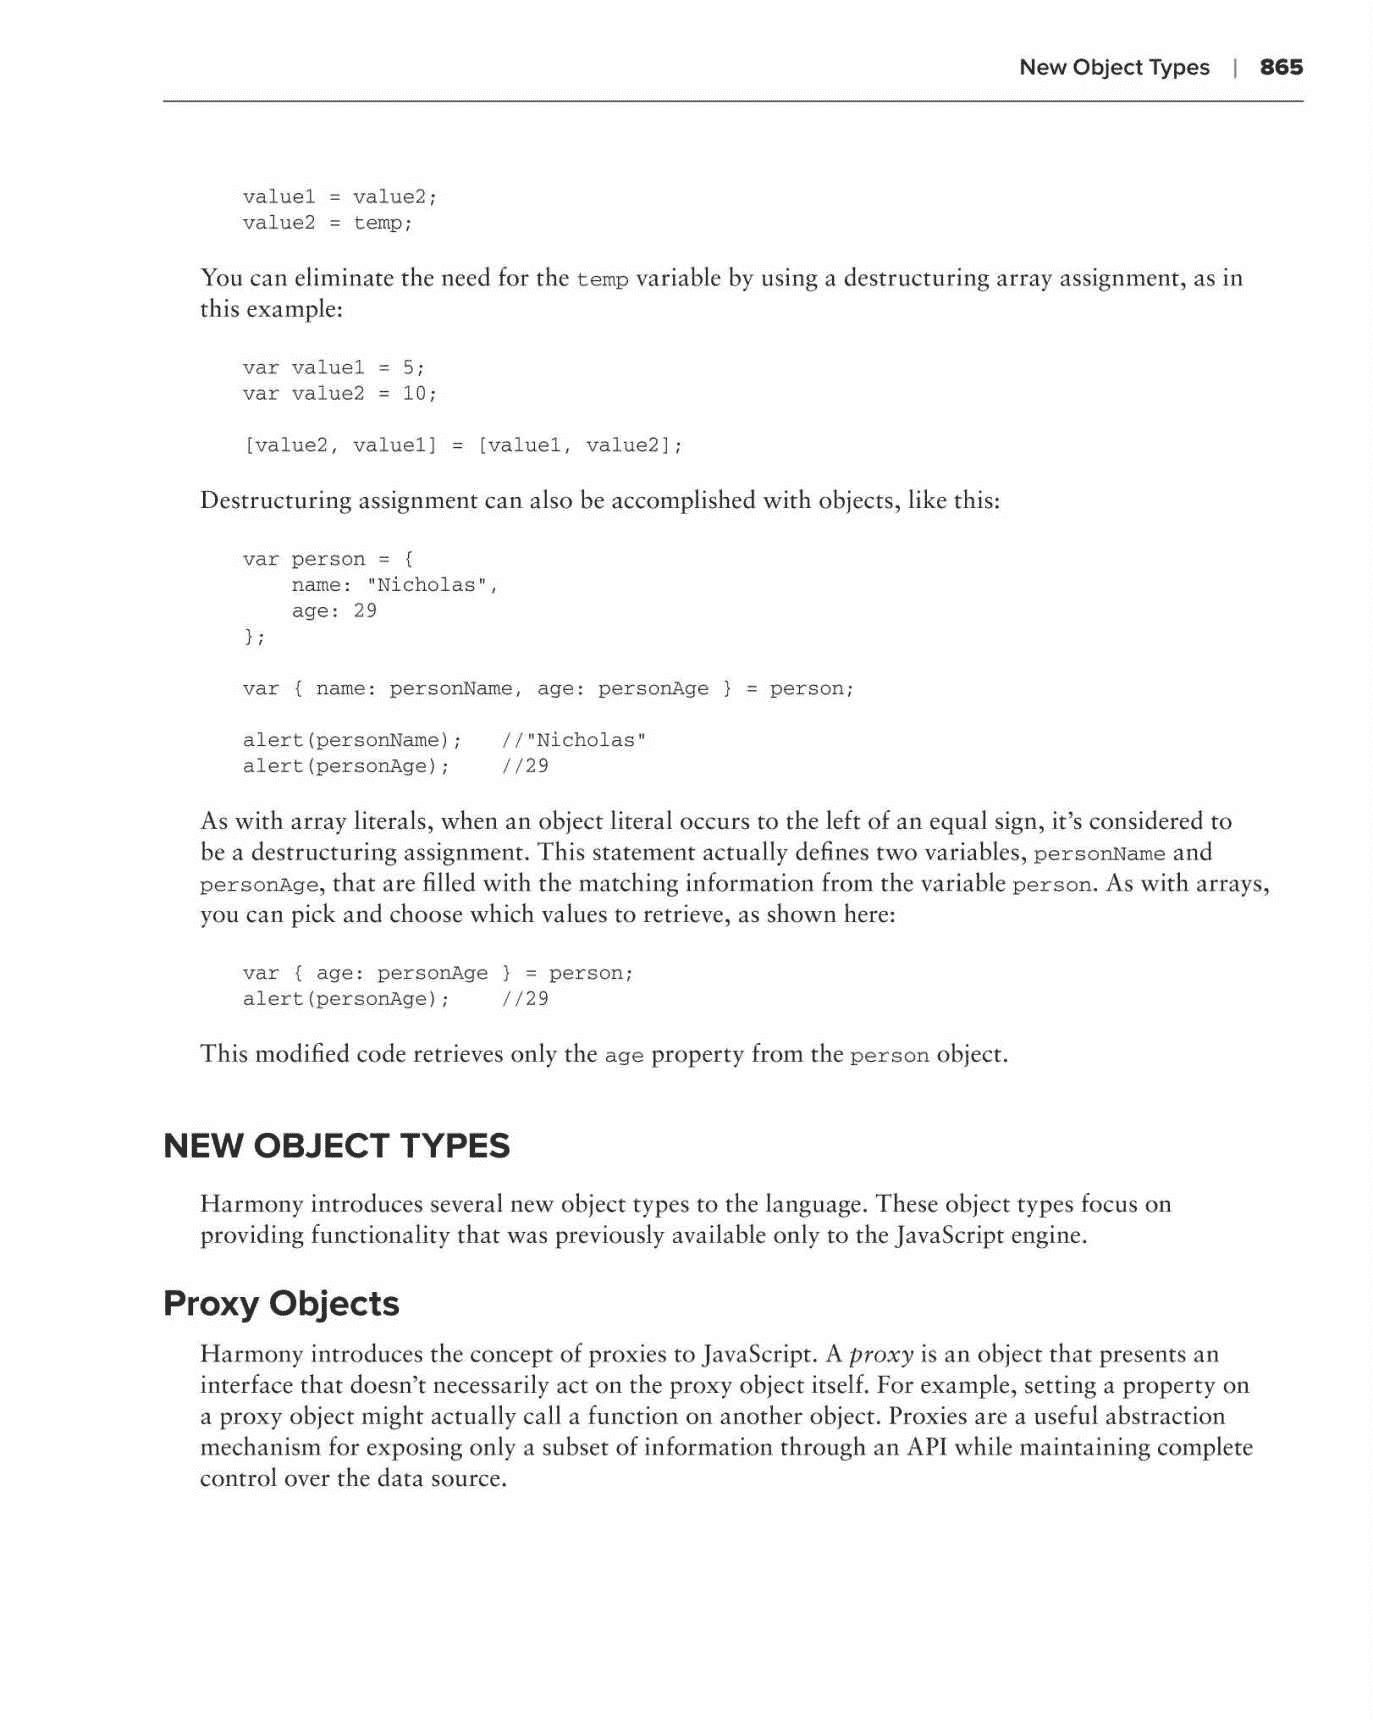 New Object Types | 865
value1 = value2;
value2 = temp;
You can eliminate the need for the temp variable by using a destructuring array assignment, as in
this example:
var value1 = 5;
var value2 = 10;
[value2, value1] = [value1, value2];
Destructuring assignment can also be accomplished with objects, like this:
var person = {
    name: "Nicholas",
    age: 29
};
var { name: personName, age: personAge } = person;
alert(personName);   //"Nicholas"
alert(personAge);    //29
As with array literals, when an object literal occurs to the left of an equal sign, it's considered to
be a destructuring assignment. This statement actually defines two variables, personName and
personAge, that are filled with the matching information from the variable person. As with arrays,
you can pick and choose which values to retrieve, as shown here:
var { age: personAge } = person;
alert(personAge);    //29
This modified code retrieves only the age property from the person object.
NEW OBJECT TYPES
Harmony introduces several new object types to the language. These object types focus on
providing functionality that was previously available only to the JavaScript engine.
Proxy Objects
Harmony introduces the concept of proxies to JavaScript. A proxy is an object that presents an
interface that doesn't necessarily act on the proxy object itself. For example, setting a property on
a proxy object might actually call a function on another object. Proxies are a useful abstraction
mechanism for exposing only a subset of information through an API while maintaining complete
control over the data source.